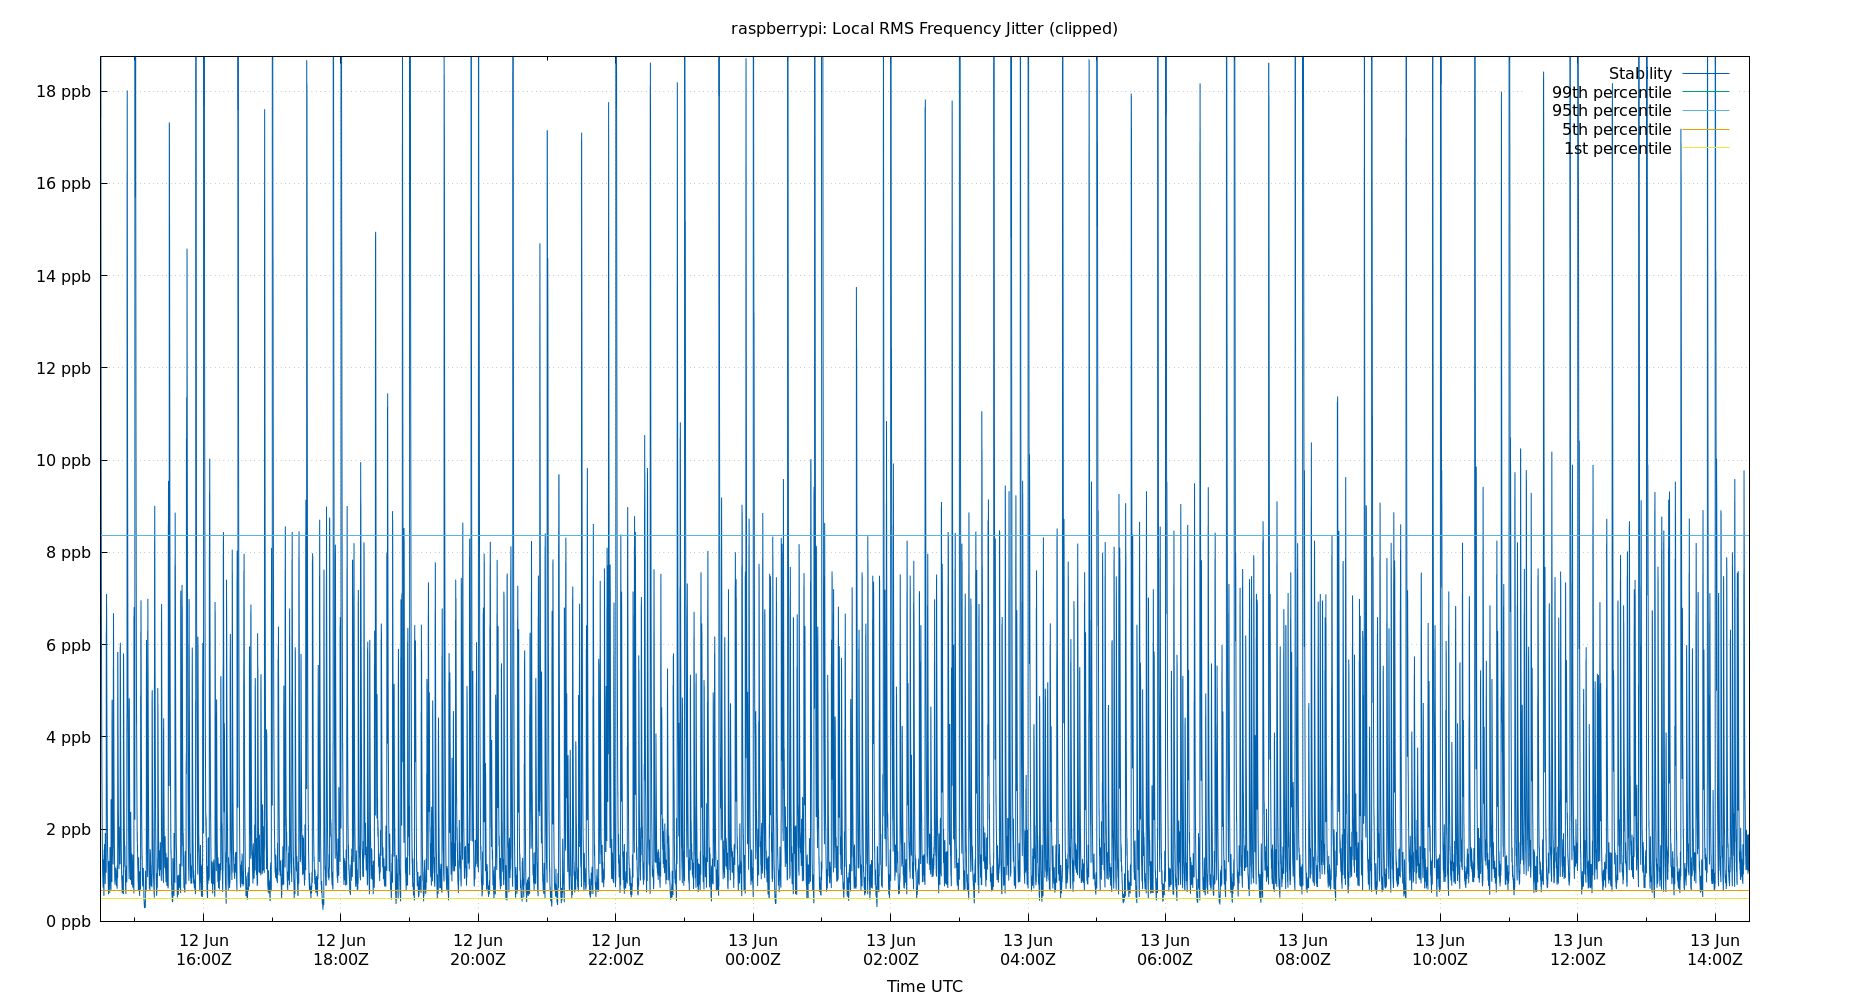 raspberrypi: Local RMS Frequency Jitter (clipped)
Stability
99th percentile
95th percentile
5th percentile
1st percentile
18 ppb
16 ppb
14 ppb
12 ppb
10 ppb
8 ppb
6 ppb
4 ppb
2 ppb
0 ppb
12 Jun 12 Jun 12 Jun 12 Jun 13 Jun 13 Jun 13 Jun 13 Jun 13 Jun 13 Jun 13 Jun 13 Jun
16:00Z 18:00Z 20:00Z 22:00Z 00:00Z 02:00Z 04:00Z 06:00Z 08:00Z 10:00Z 12:00Z 14:00Z
Time UTC